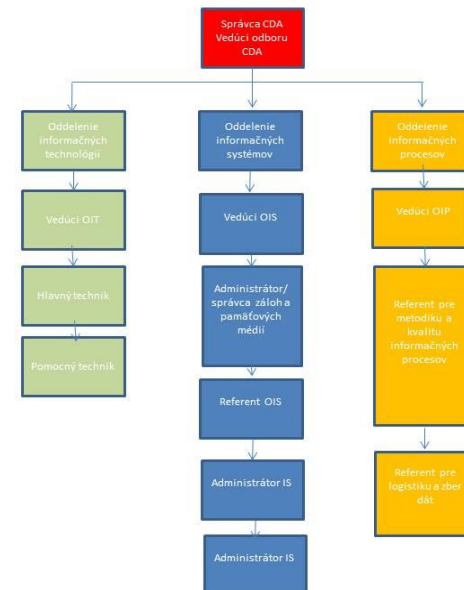 Správca CDA
Vedúci odboru
CDA
Oddelenie
informačných
technológií
Vedúci OIT
Hlavný technik
Pomocný technik
Oddelenie
informačných
systémov
Vedúci OIS
Administrátor/
správca záloh a
pamäťových
médií
Referent OIS
Administrátor IS
Administrátor IS
Oddelenie
informačných
procesov
Vedúci OIP
Referent pre
metodiku a
kvalitu
informačných
procesov
Referent pre
logistiku a zber
dát